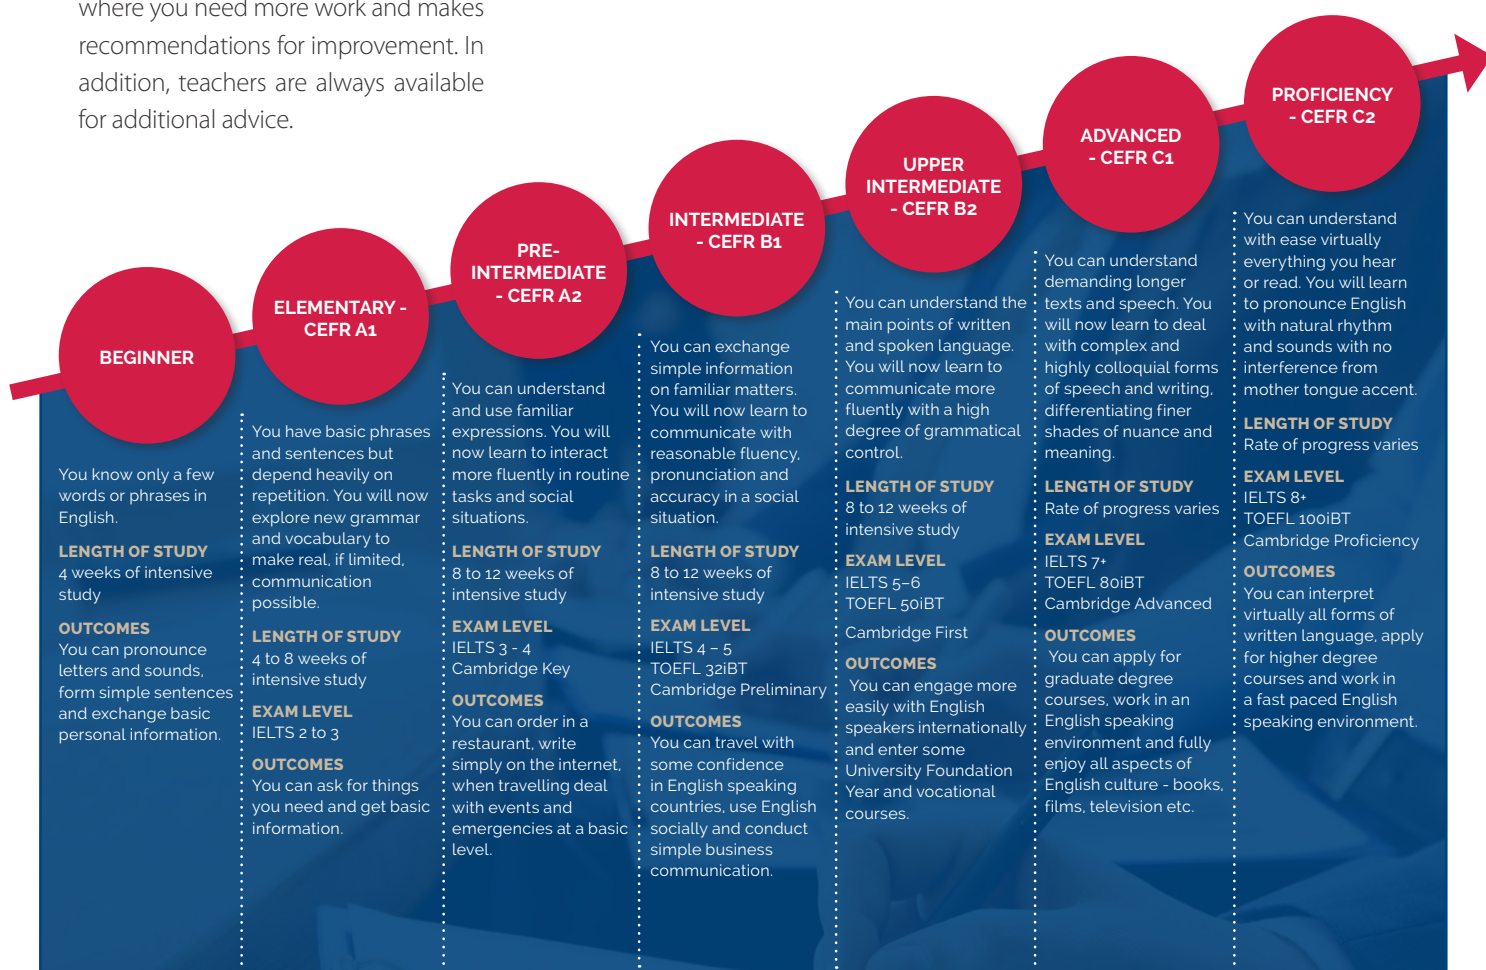 where you need more work and makes
recommendations for improvement. In
addition, teachers are always available
for additional advice.
BEGINNER
You know only a few
words or phrases in
English.
LENGTH OF STUDY
4 weeks of intensive
study
OUTCOMES
You can pronounce
letters and sounds,
form simple sentences
and exchange basic
personal information.
ELEMENTARY -
CEFR A1
You have basic phrases
and sentences but
depend heavily on
repetition. You will now
explore new grammar
and vocabulary to
make real, if limited,
communication
possible.
LENGTH OF STUDY
4 to 8 weeks of
intensive study
EXAM LEVEL
IELTS 2 to 3
OUTCOMES
You can ask for things
you need and get basic
information.
PRE-
INTERMEDIATE
- CEFR A2
You can understand
and use familiar
expressions. You will
now learn to interact
more fluently in routine
tasks and social
situations.
LENGTH OF STUDY
8 to 12 weeks of
intensive study
EXAM LEVEL
IELTS 3 - 4
Cambridge Key
OUTCOMES
You can order in a
restaurant, write
simply on the internet,
when travelling deal
with events and
emergencies at a basic
level.
INTERMEDIATE
- CEFR B1
You can exchange
simple information
on familiar matters.
You will now learn to
communicate with
reasonable fluency,
pronunciation and
accuracy in a social
situation.
LENGTH OF STUDY
8 to 12 weeks of
intensive study
EXAM LEVEL
IELTS 4 – 5
TOEFL 32iBT
Cambridge Preliminary
OUTCOMES
You can travel with
some confidence
in English speaking
countries, use English
socially and conduct
simple business
communication.
UPPER
INTERMEDIATE
- CEFR B2
You can understand the
main points of written
and spoken language.
You will now learn to
communicate more
fluently with a high
degree of grammatical
control.
LENGTH OF STUDY
8 to 12 weeks of
intensive study
EXAM LEVEL
IELTS 5–6
TOEFL 50iBT
Cambridge First
OUTCOMES
You can engage more
easily with English
speakers internationally
and enter some
University Foundation
Year and vocational
courses.
ADVANCED
- CEFR C1
You can understand
demanding longer
texts and speech. You
will now learn to deal
with complex and
highly colloquial forms
of speech and writing,
differentiating finer
shades of nuance and
meaning.
LENGTH OF STUDY
Rate of progress varies
EXAM LEVEL
IELTS 7+
TOEFL 80iBT
Cambridge Advanced
OUTCOMES
You can apply for
graduate degree
courses, work in an
English speaking
environment and fully
enjoy all aspects of
English culture - books,
films, television etc.
PROFICIENCY
- CEFR C2
You can understand
with ease virtually
everything you hear
or read. You will learn
to pronounce English
with natural rhythm
and sounds with no
interference from
mother tongue accent.
LENGTH OF STUDY
Rate of progress varies
EXAM LEVEL
IELTS 8+
TOEFL 100iBT
Cambridge Proficiency
OUTCOMES
You can interpret
virtually all forms of
written language, apply
for higher degree
courses and work in
a fast paced English
speaking environment.